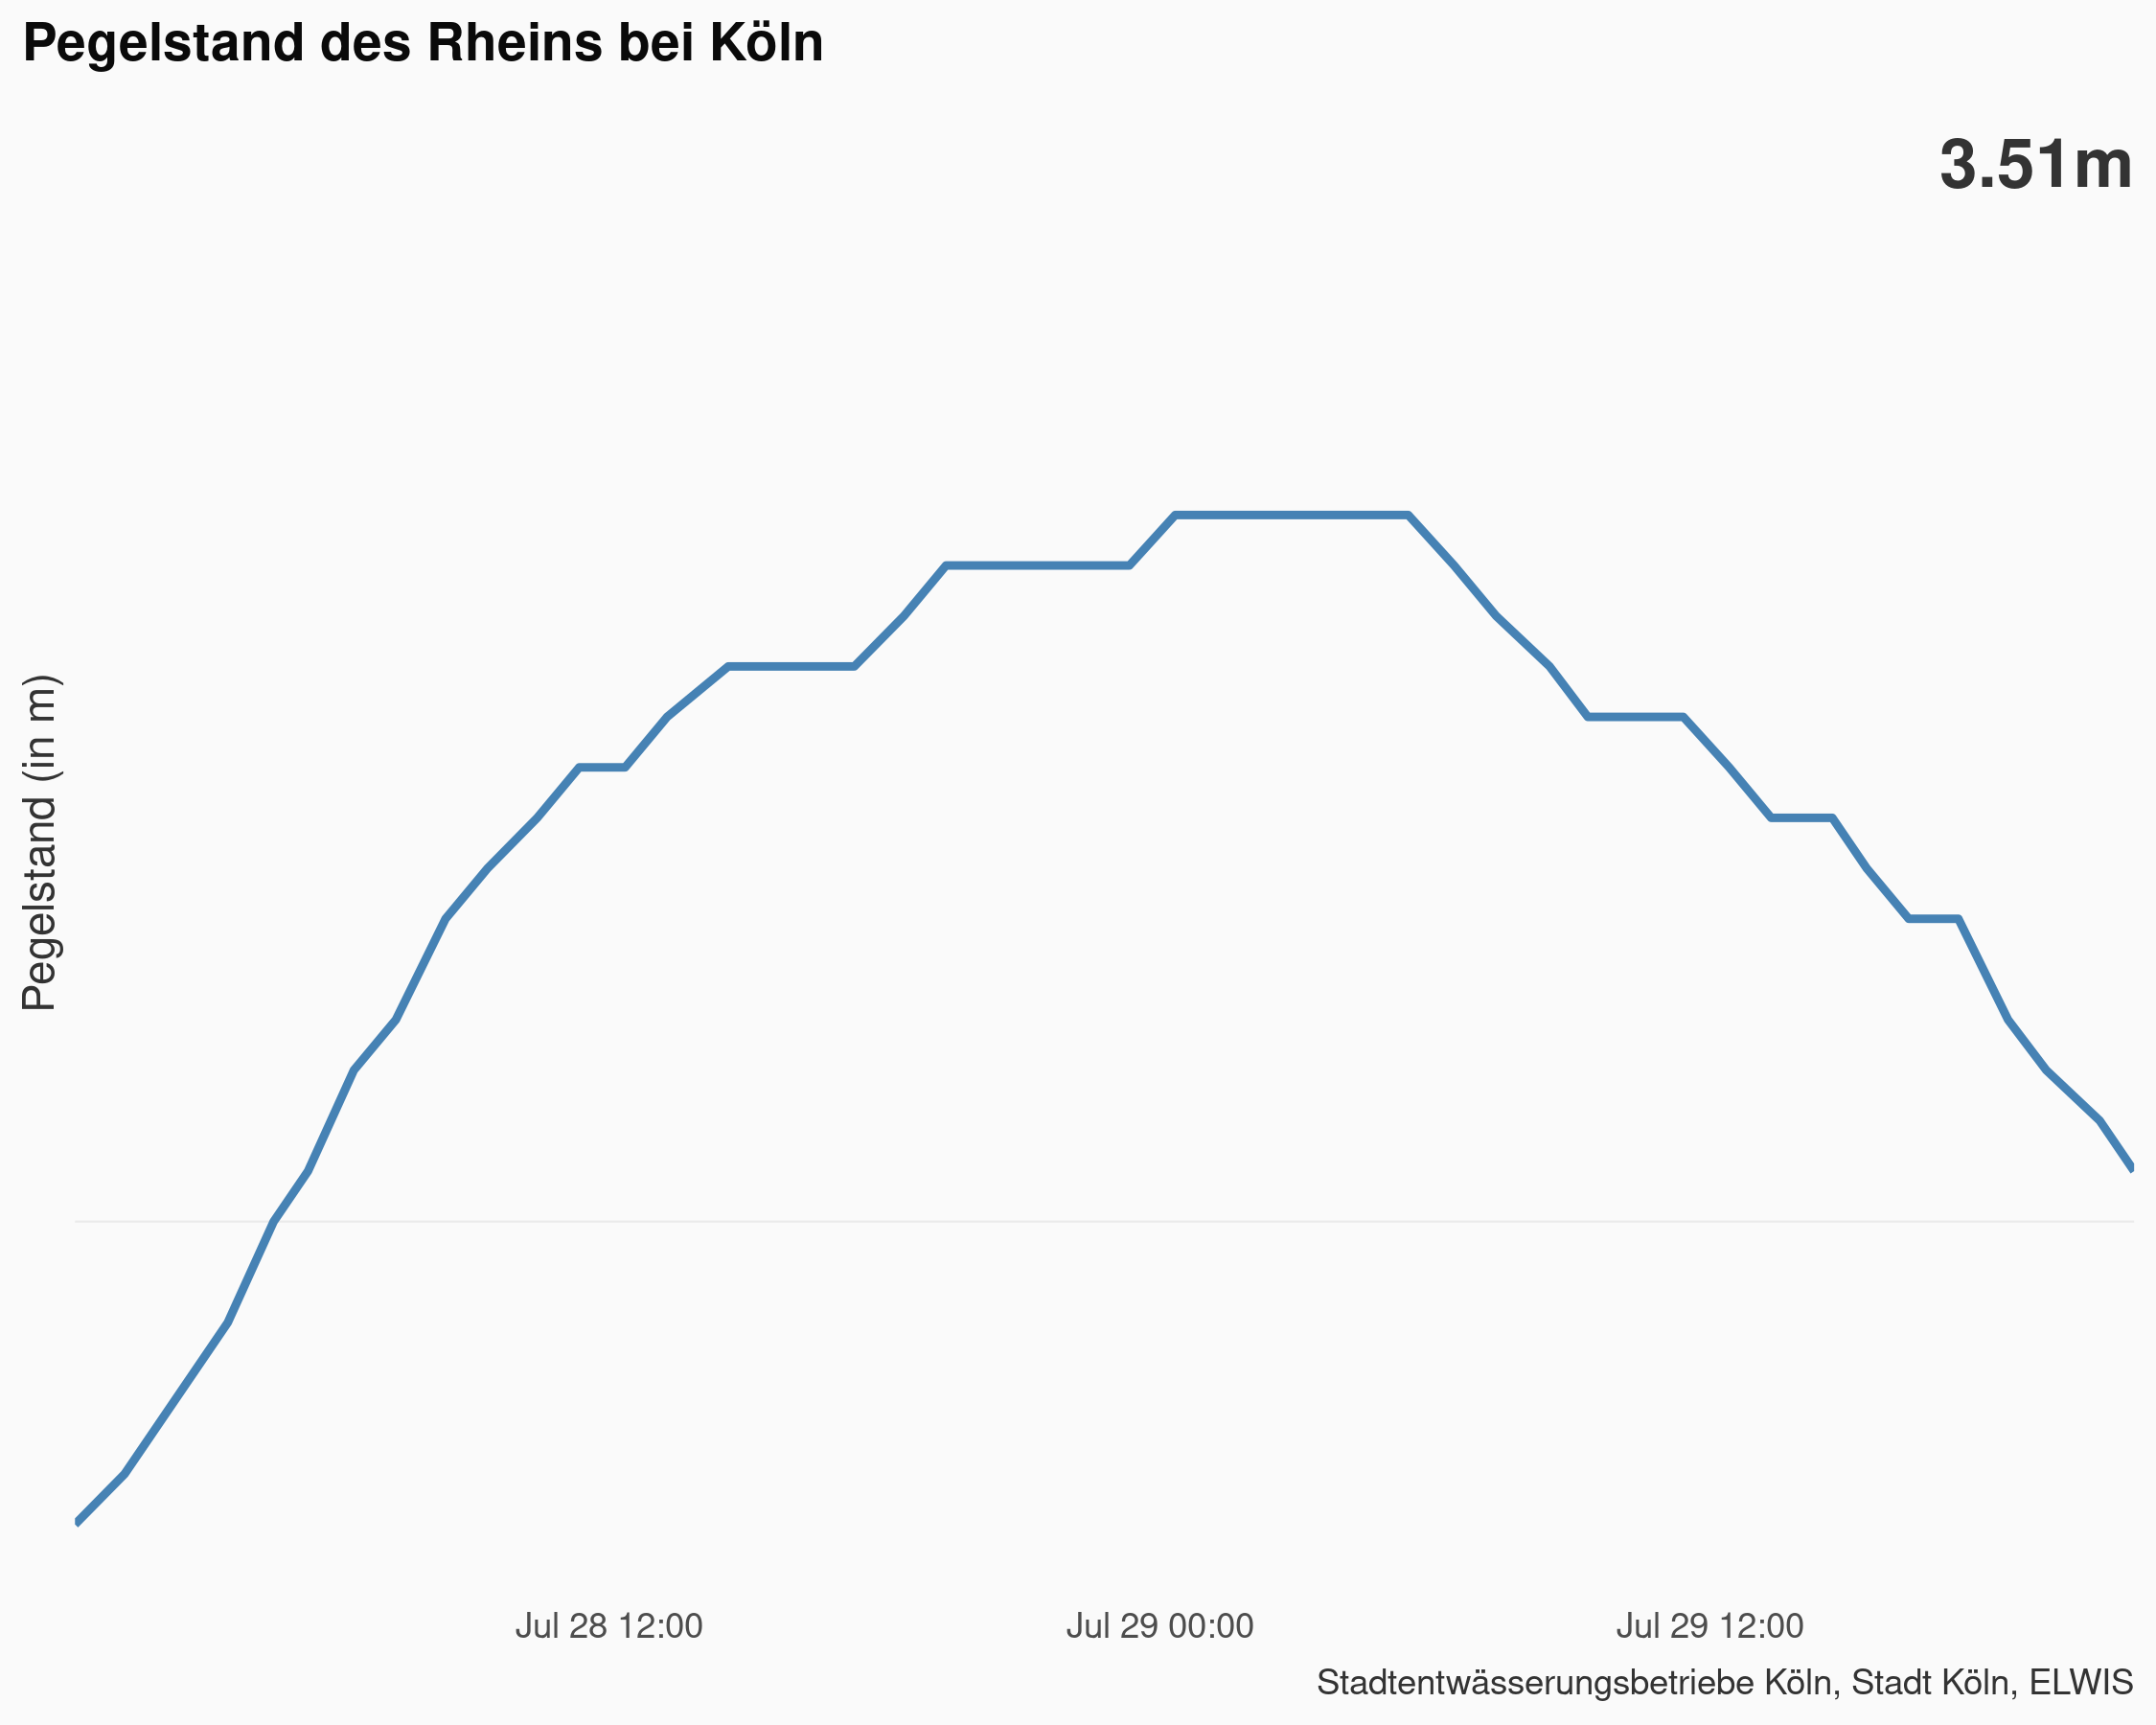 Pegelstand des Rheins bei Köln
3.51m
Pegelstand (in m)
Jul 28 12:00
Jul 29 00:00
Jul 29 12:00
Stadtentwässerungsbetriebe Köln, Stadt Köln, ELWIS